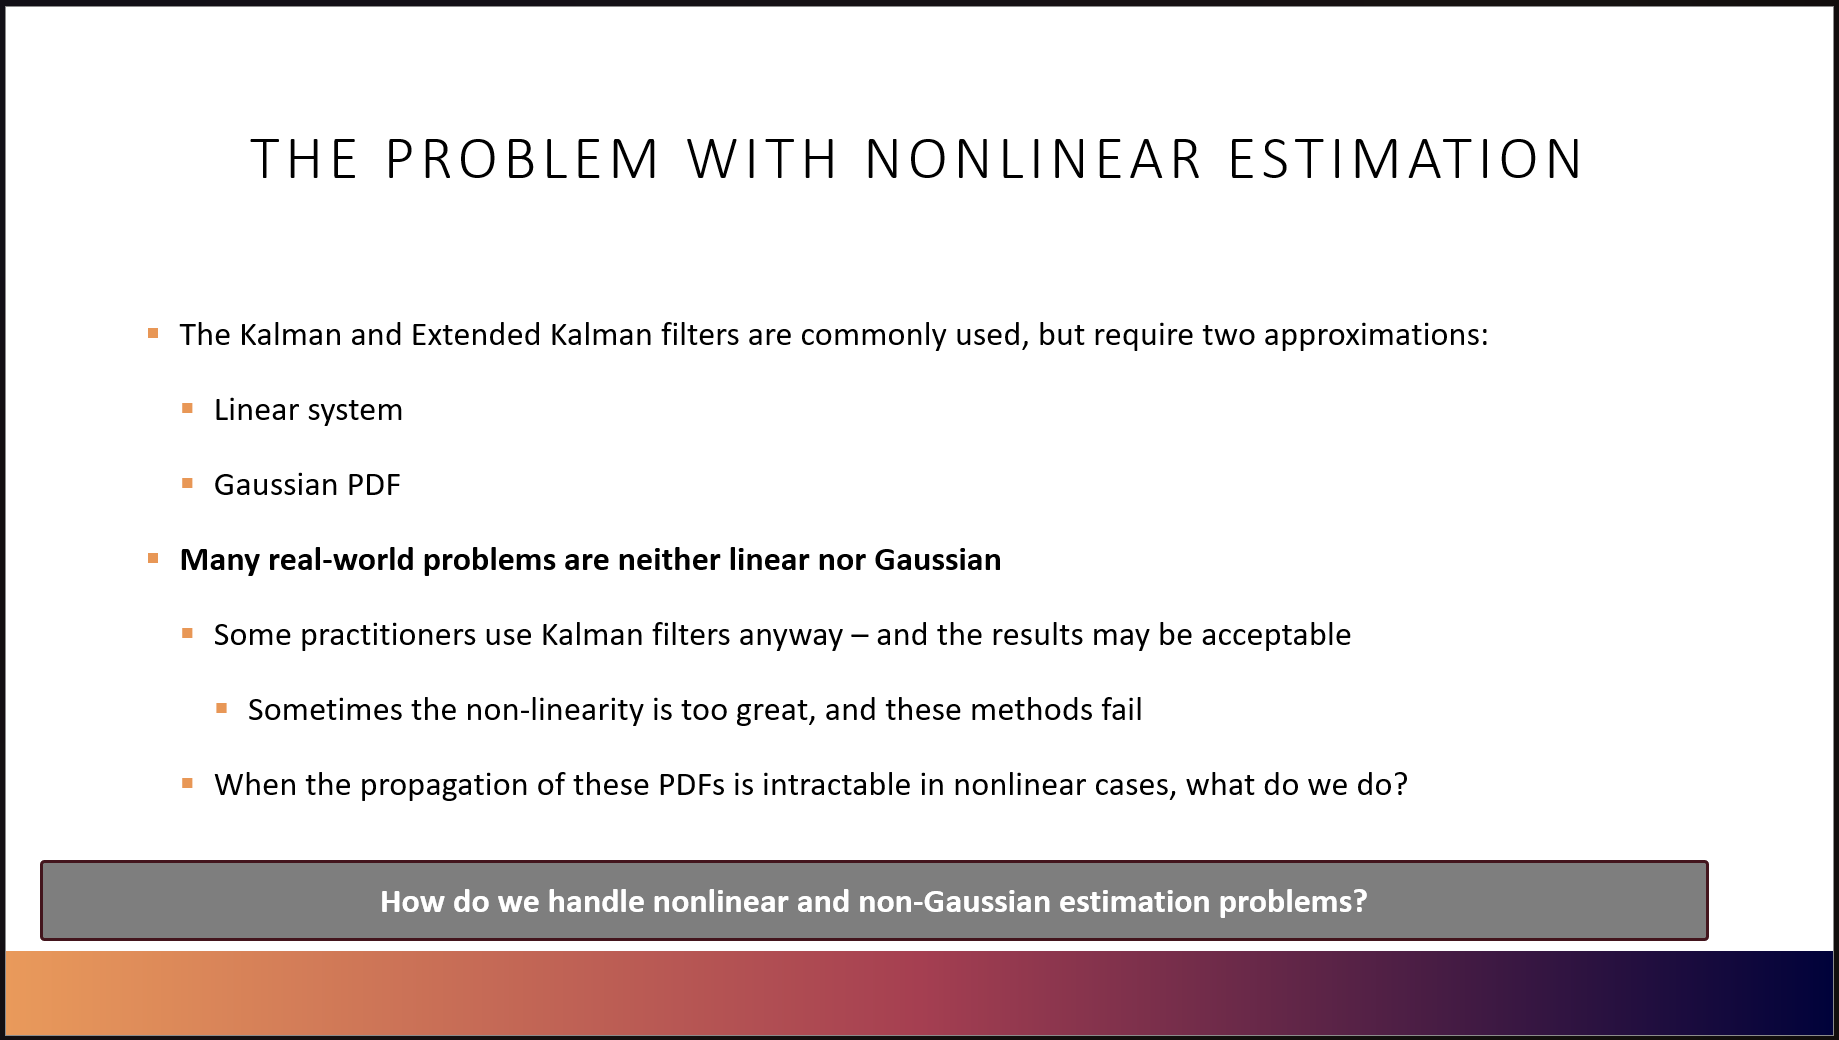 THE PROBLEM WITH NONLINEAR ESTIMATION
The Kalman and Extended Kalman filters are commonly used, but require two approximations:
Linear system
Gaussian PDF
Many real-world problems are neither linear nor Gaussian
Some practitioners use Kalman filters anyway – and the results may be acceptable
Sometimes the non-linearity is too great, and these methods fail
When the propagation of these PDFs is intractable in nonlinear cases, what do we do?
How do we handle nonlinear and non-Gaussian estimation problems?